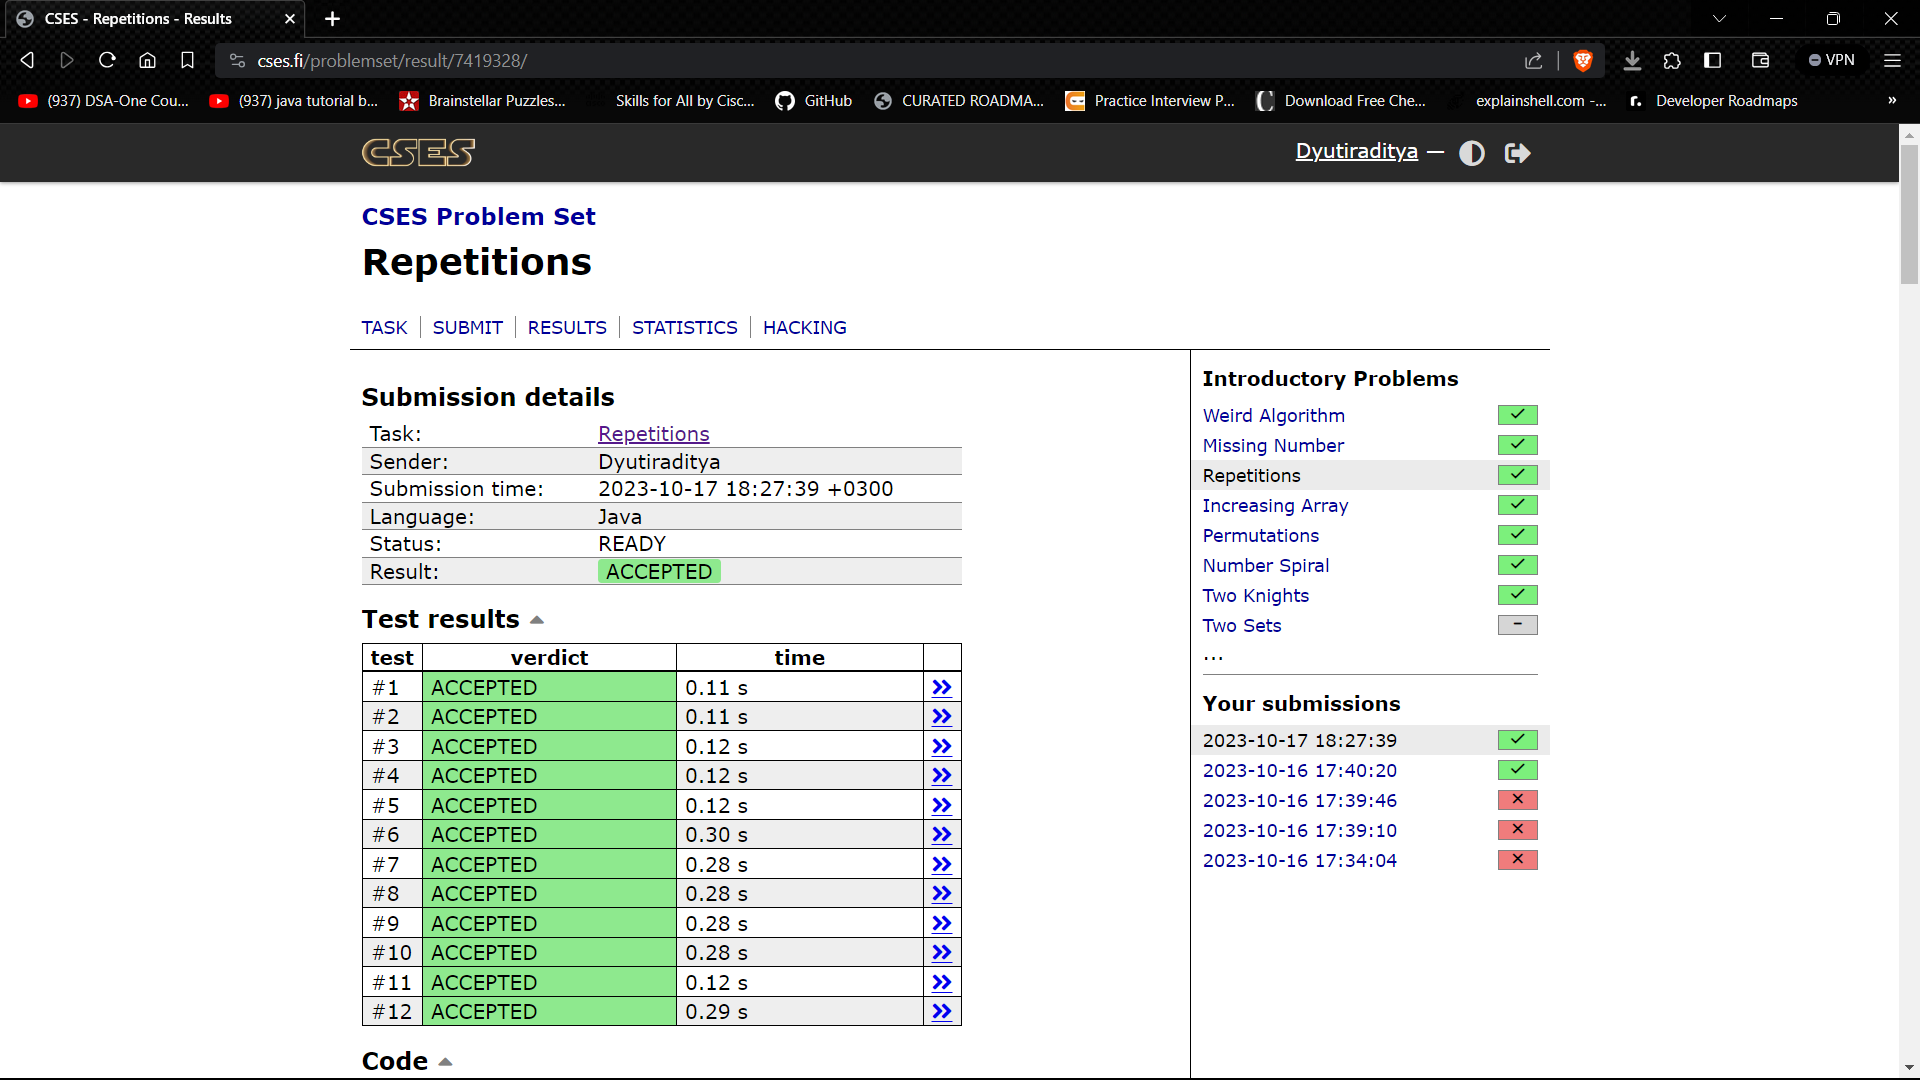 CSES - Repetitions - Results
cses.fi/problemset/result/7419328/
VPN
(937) DSA-One Cou... (937) java tutorial b... Brainstellar Puzzles... Skills for All by Cisc... GitHub CURATED ROADMA... Practice Interview P... Download Free Che... explainshell.com -... Developer Roadmaps »
CSES
Dyutiraditya —
CSES Problem Set
Repetitions
TASK SUBMIT RESULTS STATISTICS HACKING
Submission details
Task: Repetitions
Sender: Dyutiraditya
Submission time: 2023-10-17 18:27:39 +0300
Language: Java
Status: READY
Result: ACCEPTED
Test results
test verdict time
#1 ACCEPTED 0.11 s »
#2 ACCEPTED 0.11 s »
#3 ACCEPTED 0.12 s »
#4 ACCEPTED 0.12 s »
#5 ACCEPTED 0.12 s »
#6 ACCEPTED 0.30 s »
#7 ACCEPTED 0.28 s »
#8 ACCEPTED 0.28 s »
#9 ACCEPTED 0.28 s »
#10 ACCEPTED 0.28 s »
#11 ACCEPTED 0.12 s »
#12 ACCEPTED 0.29 s »
Code
Introductory Problems
Weird Algorithm
Missing Number
Repetitions
Increasing Array
Permutations
Number Spiral
Two Knights
Two Sets –
...
Your submissions
2023-10-17 18:27:39
2023-10-16 17:40:20
2023-10-16 17:39:46
2023-10-16 17:39:10
2023-10-16 17:34:04